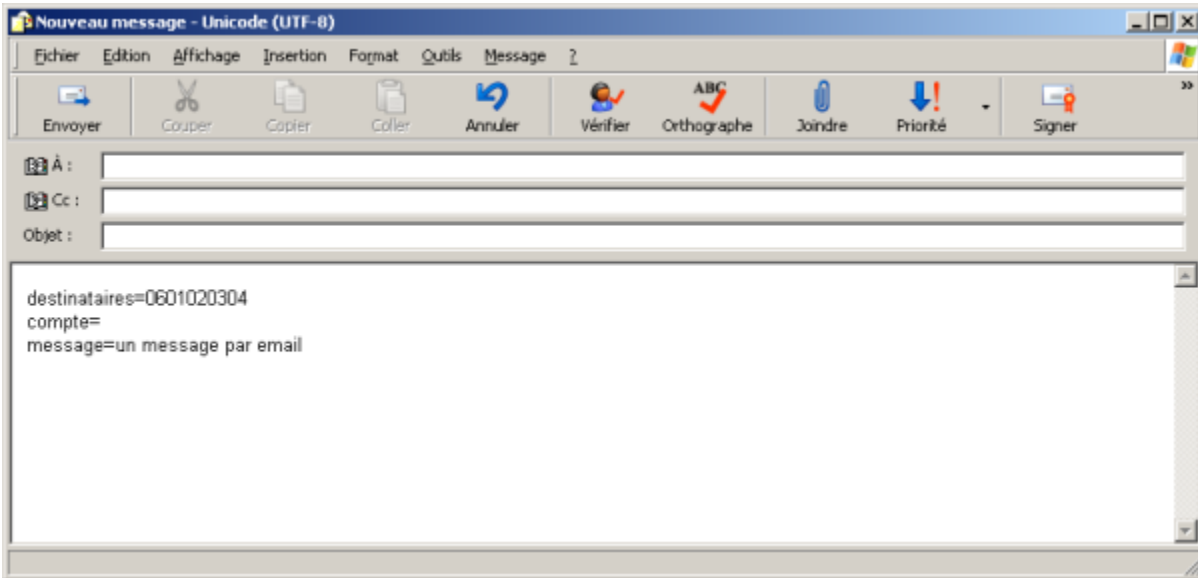 Nouveau message - Unicode (UTF-8)
Fichier Edition Affichage Insertion Format Outils Message ?
Envoyer Couper Copier Coller Annuler Vérifier ABC Orthographe Joindre Priorité Signer
À :
Cc :
Objet :
destinataires=0601020304
compte=
message=un message par email